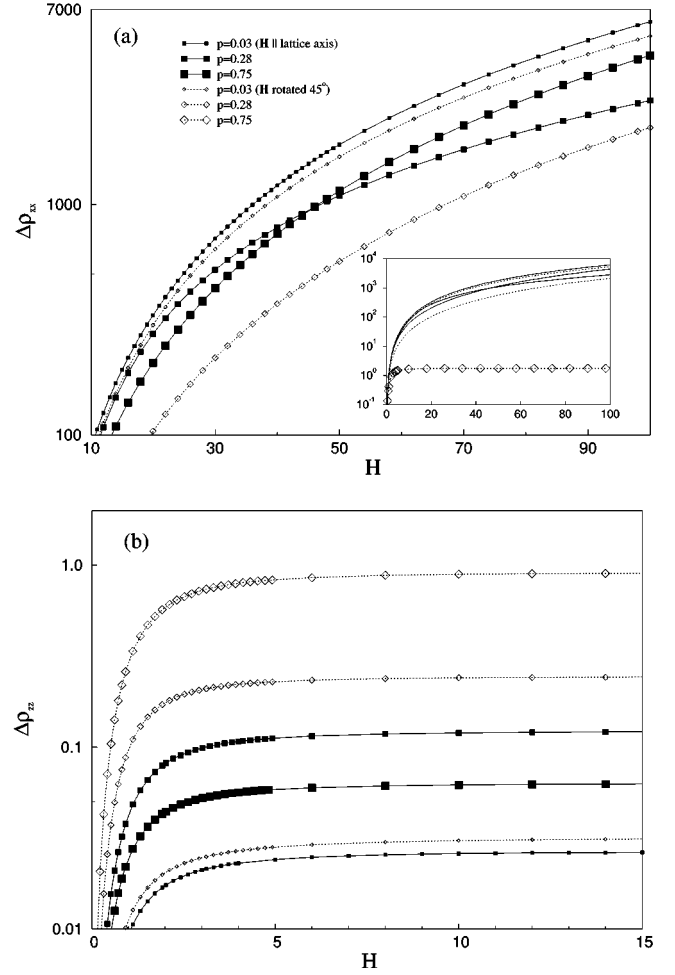 7000
(a)
p=0.03 (H || lattice axis)
p=0.28
p=0.75
p=0.03 (H rotated 45°)
p=0.28
p=0.75
1000
Δρxx
10^4
10^3
10^2
10^1
10^0
10^-1
0 20 40 60 80 100
100
10 30 50 70 90
H
(b)
1.0
Δρzz
0.1
0.01
0 5 10 15
H